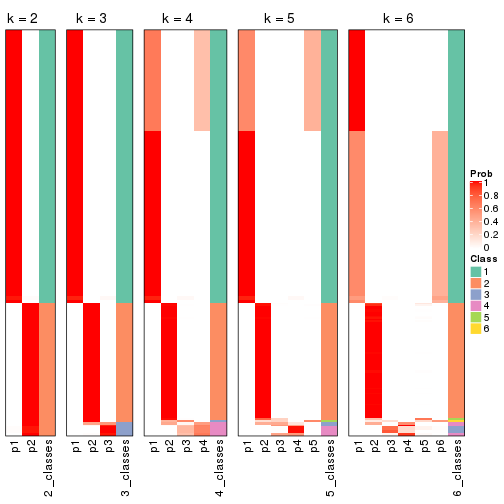 k = 2
k = 3
k = 4
k = 5
k = 6
Prob
1
0.8
0.6
0.4
0.2
0
Class
1
2
3
4
5
6
p1
p2
2_classes
p1
p2
p3
3_classes
p1
p2
p3
p4
4_classes
p1
p2
p3
p4
p5
5_classes
p1
p2
p3
p4
p5
p6
6_classes